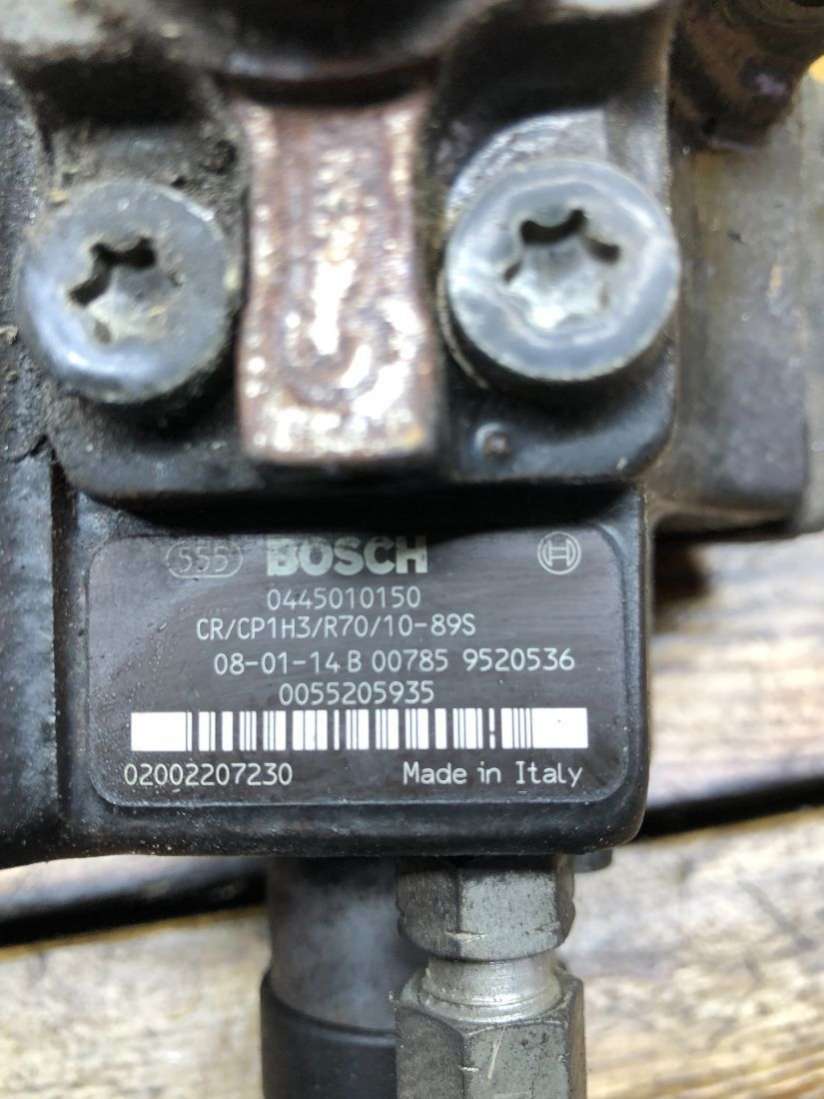 555 BOSCH
0445010150
CR/CP1H3/R70/10-89S
08-01-14 B 00785 9520536
0055205935
02002207230 Made in Italy